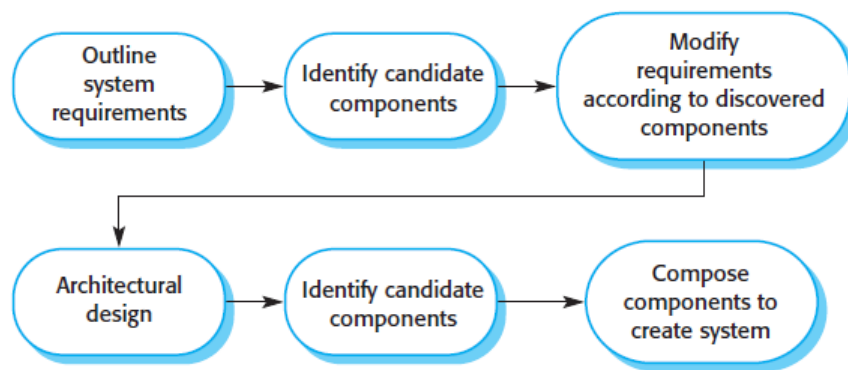 Outline
system
requirements
Identify candidate
components
Modify
requirements
according to discovered
components
Architectural
design
Identify candidate
components
Compose
components to
create system